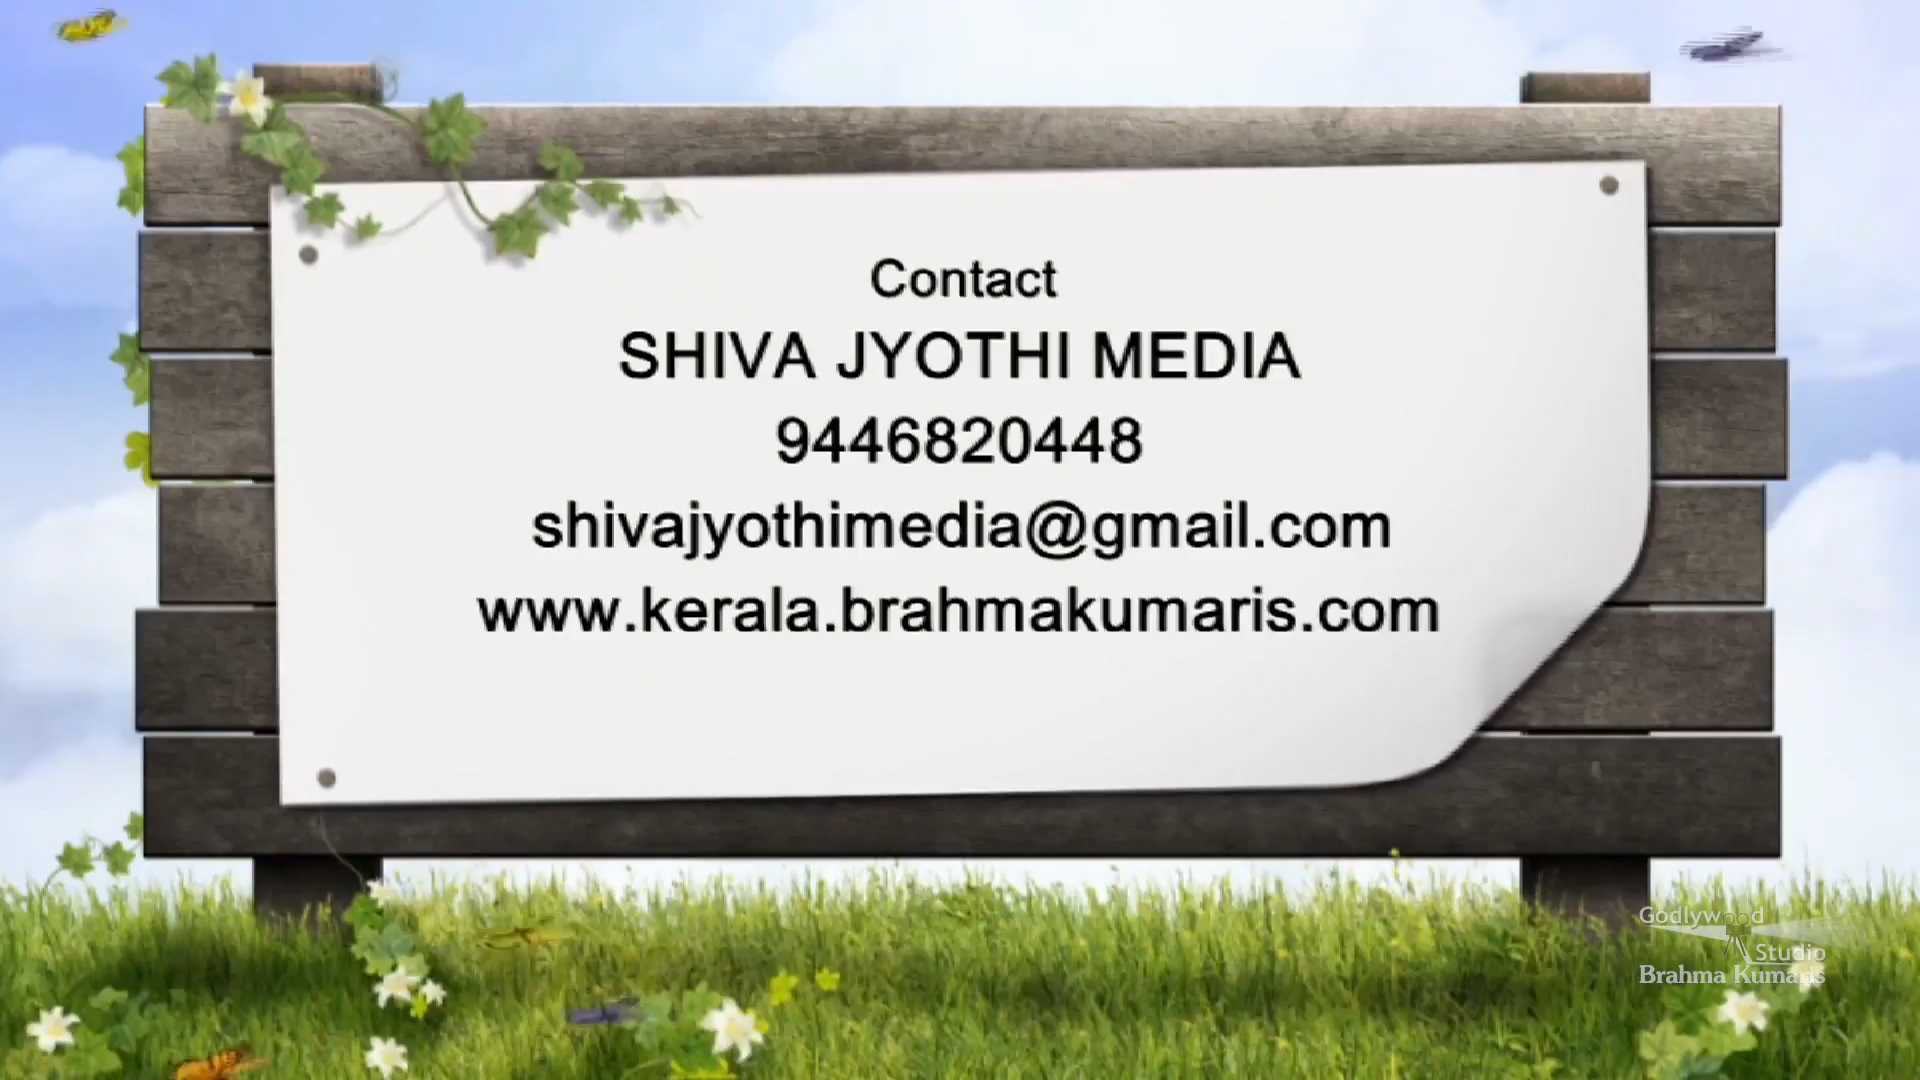 Contact
SHIVA JYOTHI MEDIA
9446820448
shivajyothimedia@gmail.com
www.kerala.brahmakumaris.com
Godlywood
Studio
Brahma Kumaris